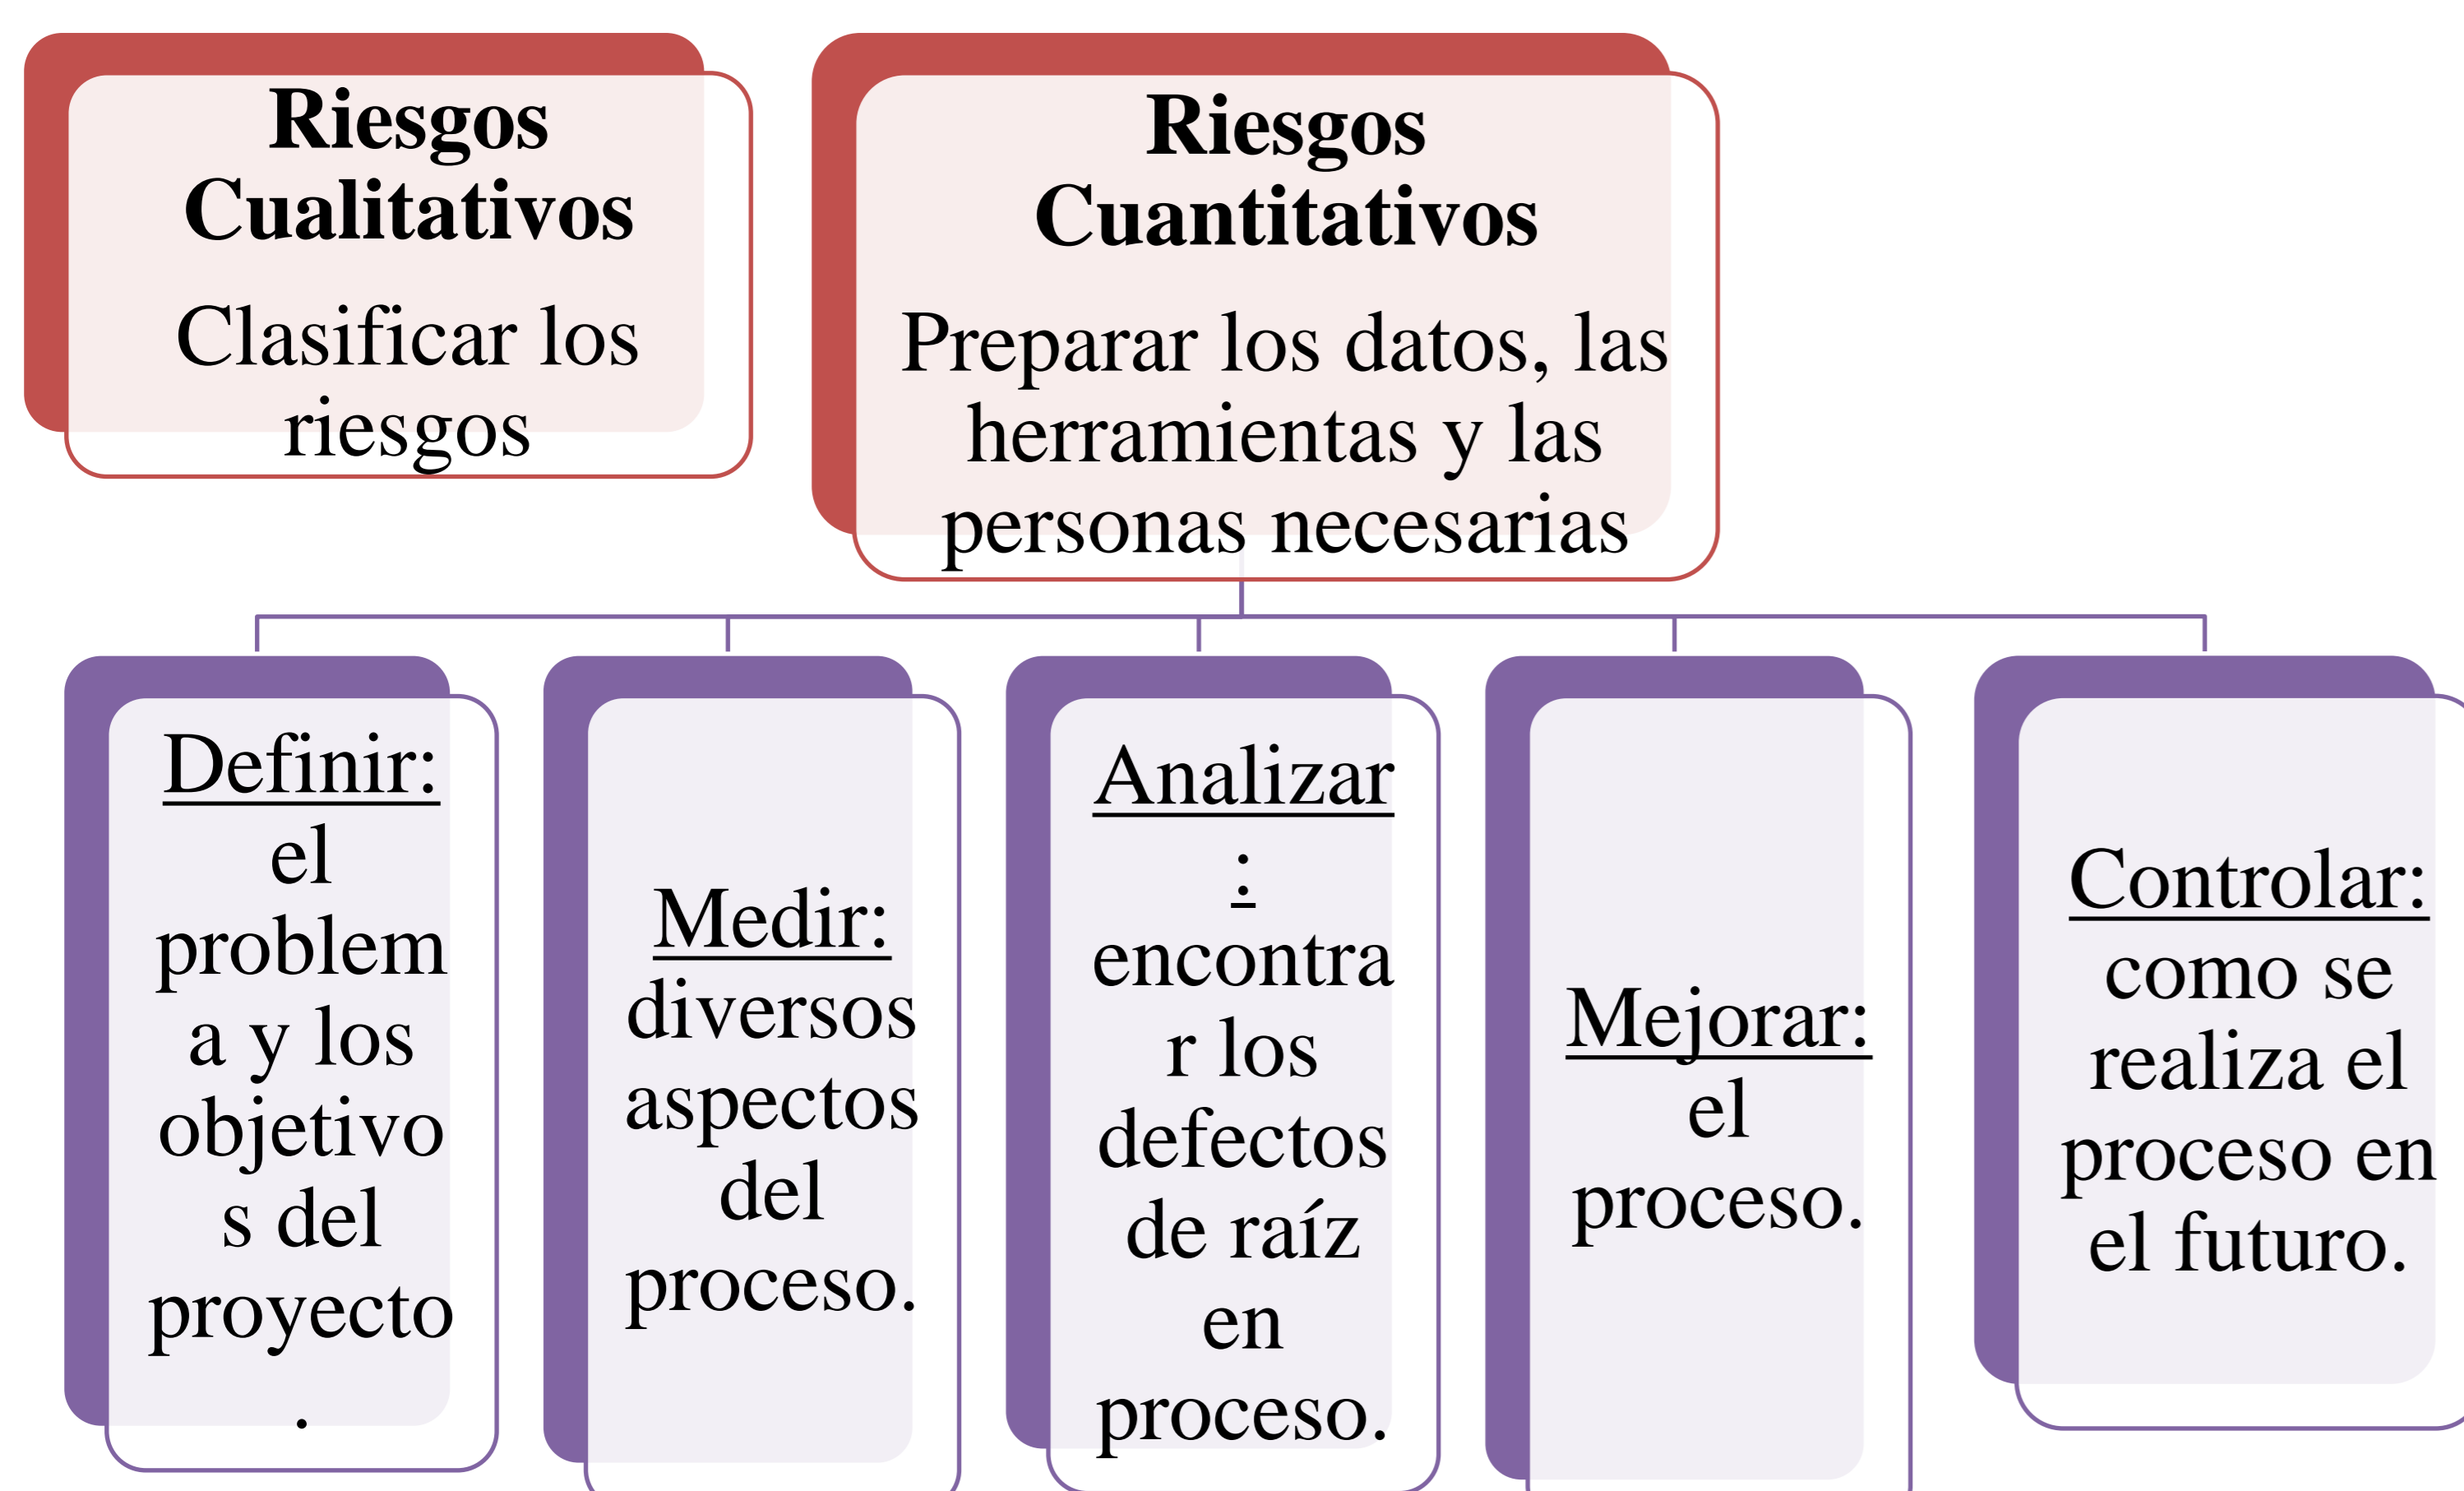 Riesgos
Cualitativos
Clasificar los
riesgos
Riesgos
Cuantitativos
Preparar los datos, las
herramientas y las
personas necesarias
Definir:
el
problem
a y los
objetivo
s del
proyecto
.
Medir:
diversos
aspectos
del
proceso.
Analizar
:
encontra
r los
defectos
de raíz
en
proceso.
Mejorar:
el
proceso.
Controlar:
como se
realiza el
proceso en
el futuro.